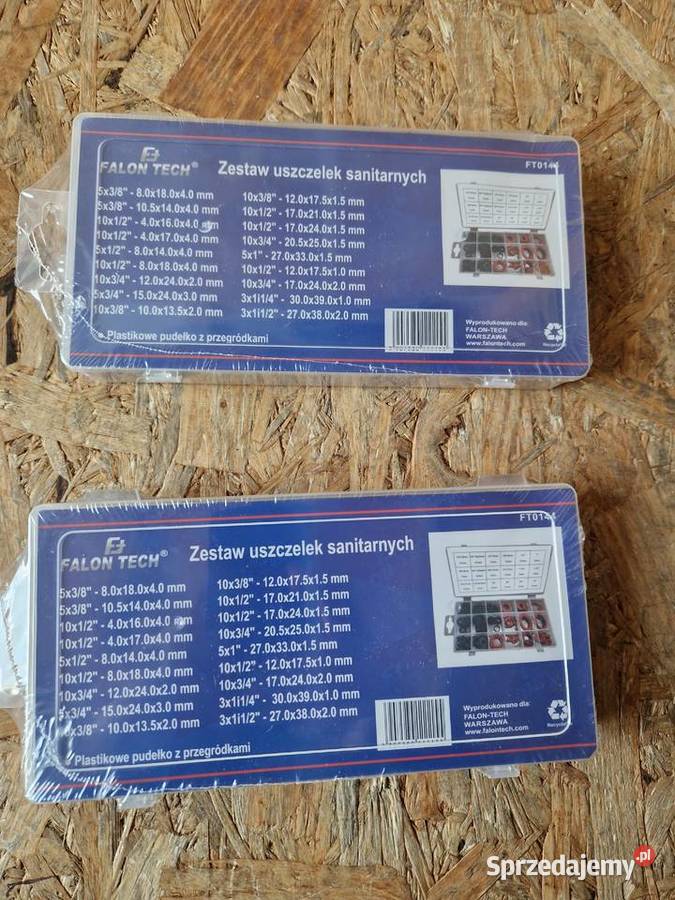 FALON TECH®
Zestaw uszczelek sanitarnych
FT0144
5x3/8" - 8.0x18.0x4.0 mm
5x3/8" - 10.5x14.0x4.0 mm
10x1/2" - 4.0x16.0x4.0 mm
10x1/2" - 4.0x17.0x4.0 mm
5x1/2" - 8.0x14.0x4.0 mm
10x1/2" - 8.0x18.0x4.0 mm
10x3/4" - 12.0x24.0x2.0 mm
5x3/4" - 15.0x24.0x3.0 mm
10x3/8" - 10.0x13.5x2.0 mm
10x3/8" - 12.0x17.5x1.5 mm
10x1/2" - 17.0x21.0x1.5 mm
10x1/2" - 17.0x24.0x1.5 mm
10x3/4" - 20.5x25.0x1.5 mm
5x1" - 27.0x33.0x1.5 mm
10x1/2" - 12.0x17.5x1.0 mm
10x3/4" - 17.0x24.0x2.0 mm
3x1i1/4" - 30.0x39.0x1.0 mm
3x1i1/2" - 27.0x38.0x2.0 mm
• Plastikowe pudełko z przegródkami
Wyprodukowano dla:
FALON-TECH
WARSZAWA
www.falontech.com
Recycled
FALON TECH®
Zestaw uszczelek sanitarnych
FT0144
5x3/8" - 8.0x18.0x4.0 mm
5x3/8" - 10.5x14.0x4.0 mm
10x1/2" - 4.0x16.0x4.0 mm
10x1/2" - 4.0x17.0x4.0 mm
5x1/2" - 8.0x14.0x4.0 mm
10x1/2" - 8.0x18.0x4.0 mm
10x3/4" - 12.0x24.0x2.0 mm
5x3/4" - 15.0x24.0x3.0 mm
10x3/8" - 10.0x13.5x2.0 mm
10x3/8" - 12.0x17.5x1.5 mm
10x1/2" - 17.0x21.0x1.5 mm
10x1/2" - 17.0x24.0x1.5 mm
10x3/4" - 20.5x25.0x1.5 mm
5x1" - 27.0x33.0x1.5 mm
10x1/2" - 12.0x17.5x1.0 mm
10x3/4" - 17.0x24.0x2.0 mm
3x1i1/4" - 30.0x39.0x1.0 mm
3x1i1/2" - 27.0x38.0x2.0 mm
• Plastikowe pudełko z przegródkami
Wyprodukowano dla:
FALON-TECH
WARSZAWA
www.falontech.com
Recycled
Sprzedajemy.pl